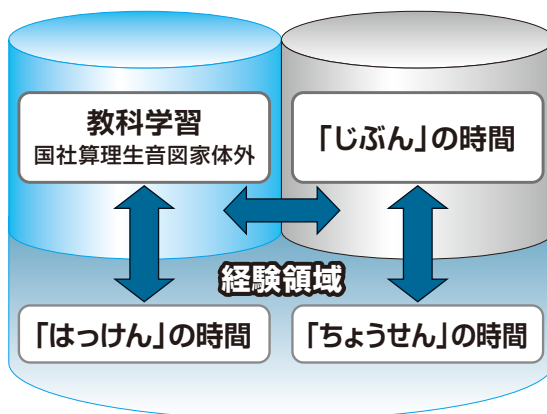 教科学習
国社算理生音図家体外
「じぶん」の時間
経験領域
「はっけん」の時間
「ちょうせん」の時間